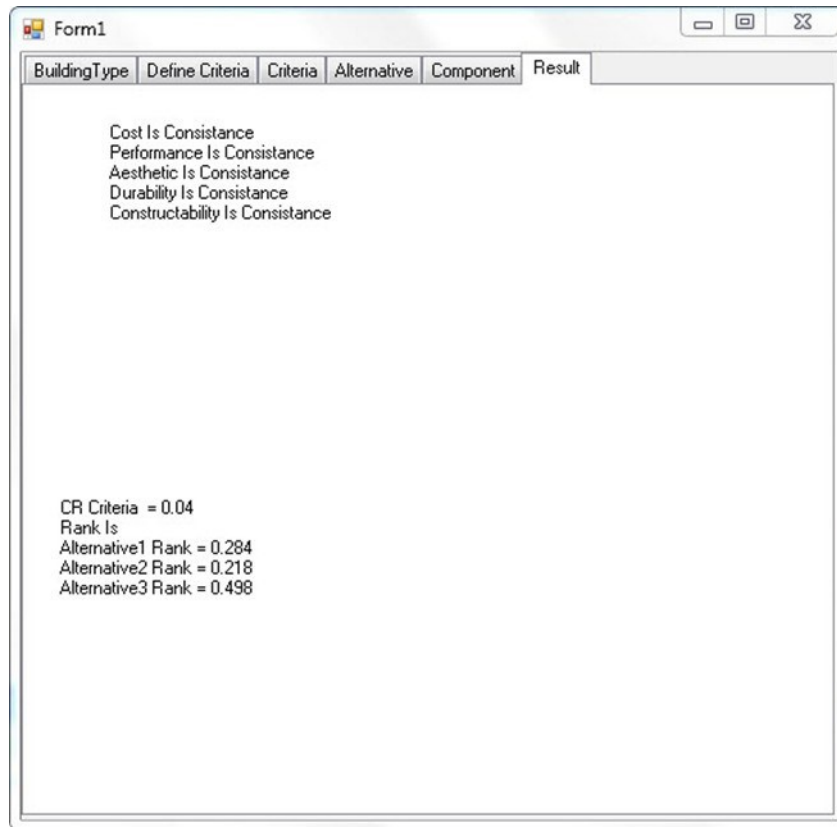 Form1
BuildingType Define Criteria Criteria Alternative Component Result
Cost Is Consistance
Performance Is Consistance
Aesthetic Is Consistance
Durability Is Consistance
Constructability Is Consistance
CR Criteria = 0.04
Rank Is
Alternative1 Rank = 0.284
Alternative2 Rank = 0.218
Alternative3 Rank = 0.498